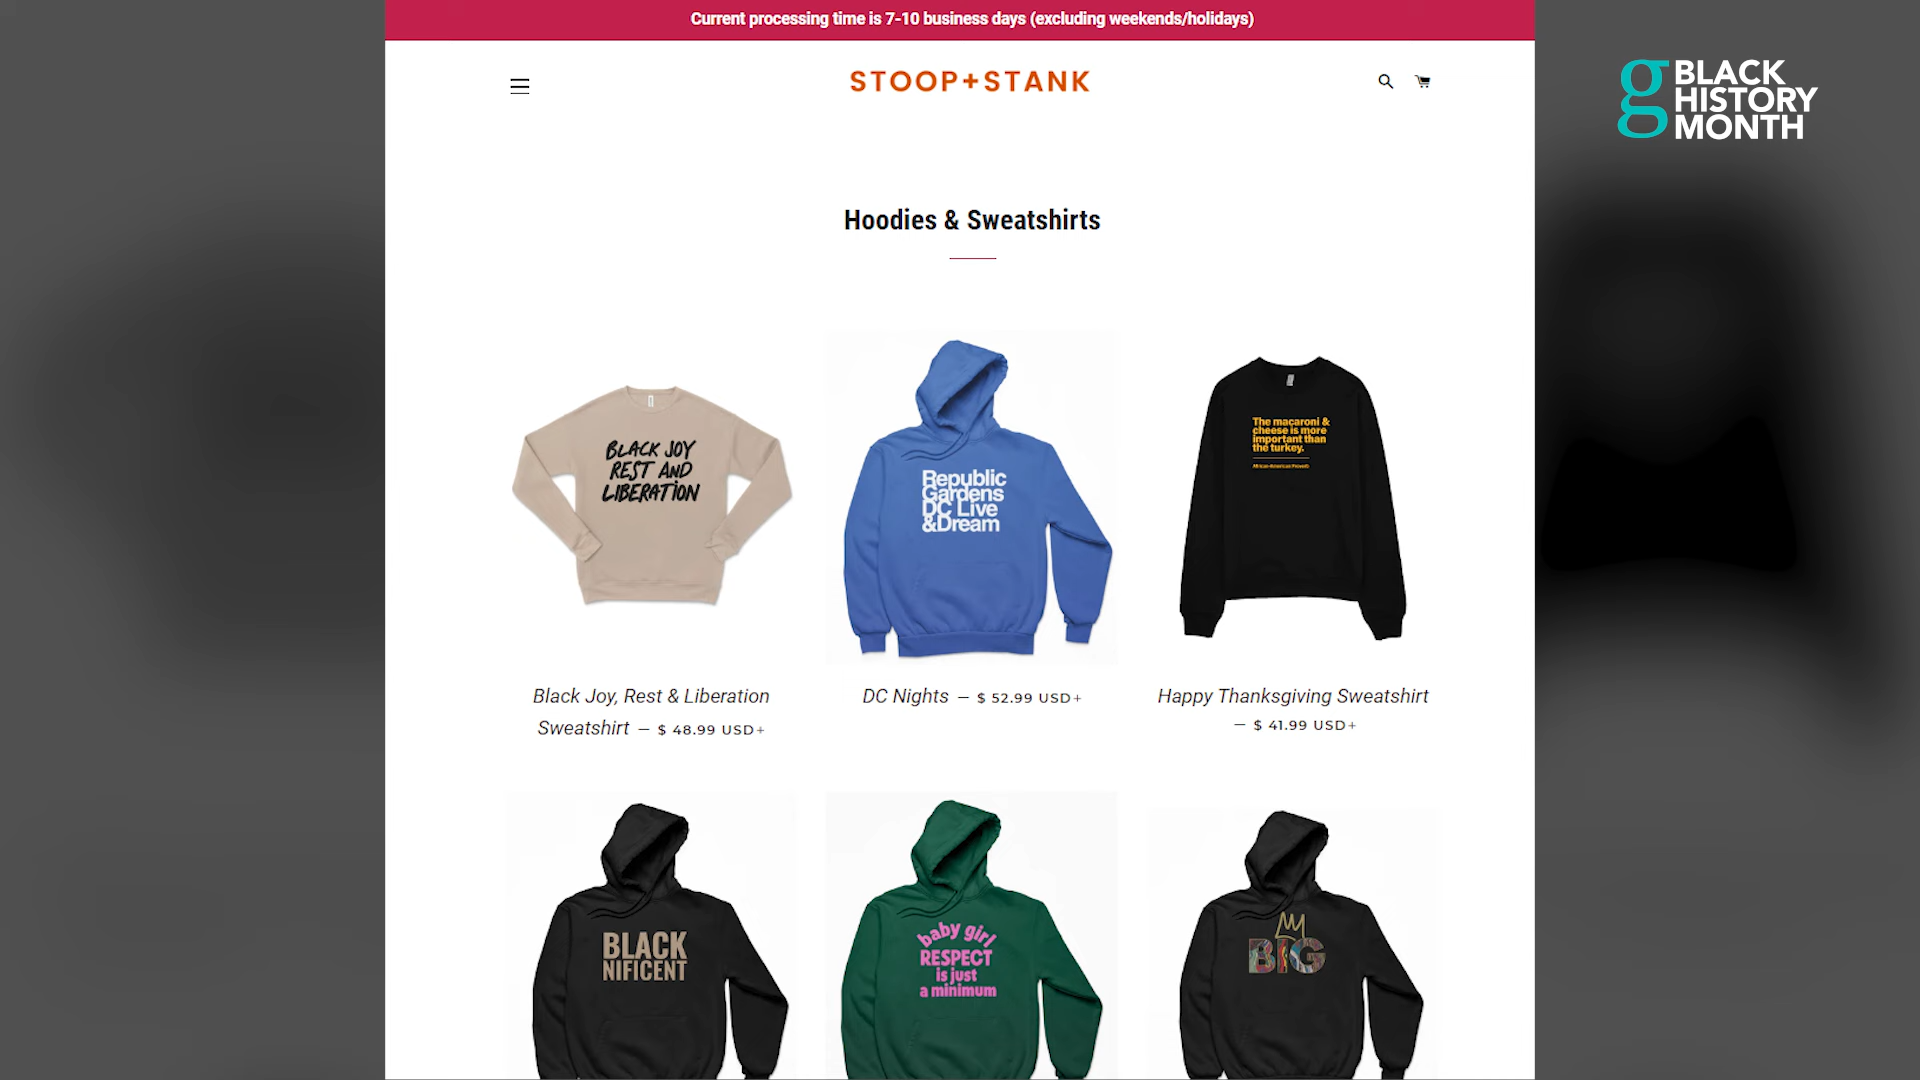 Current processing time is 7-10 business days (excluding weekends/holidays)
STOOP+STANK
g BLACK
HISTORY
MONTH
Hoodies & Sweatshirts
BLACK JOY
REST AND
LIBERATION
Republic
Gardens
DC Live
&Dream
The macaroni &
cheese is more
important than
the turkey.
African-American Proverb
Black Joy, Rest & Liberation
Sweatshirt — $ 48.99 USD+
DC Nights — $ 52.99 USD+
Happy Thanksgiving Sweatshirt
— $ 41.99 USD+
BLACK
NIFICENT
baby girl
RESPECT
is just
a minimum
BIG